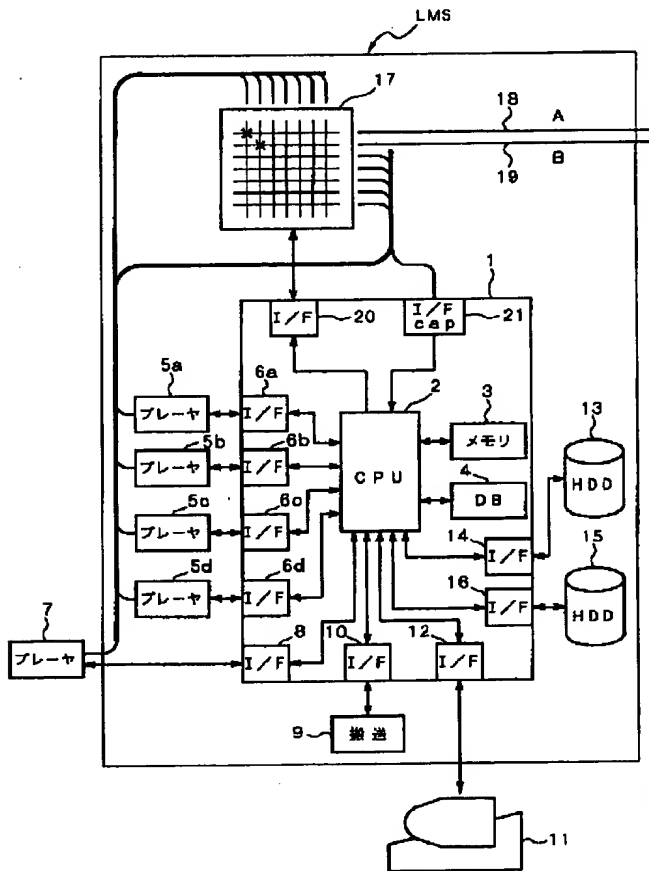 LMS
17
18
A
19
B
1
I/F
20
I/F
cap
21
5a
プレーヤ
6a
I/F
2
CPU
3
メモリ
13
HDD
5b
プレーヤ
6b
I/F
4
DB
5c
プレーヤ
6c
I/F
14
I/F
15
HDD
5d
プレーヤ
6d
I/F
16
I/F
7
プレーヤ
8
I/F
10
I/F
12
I/F
9
搬送
11